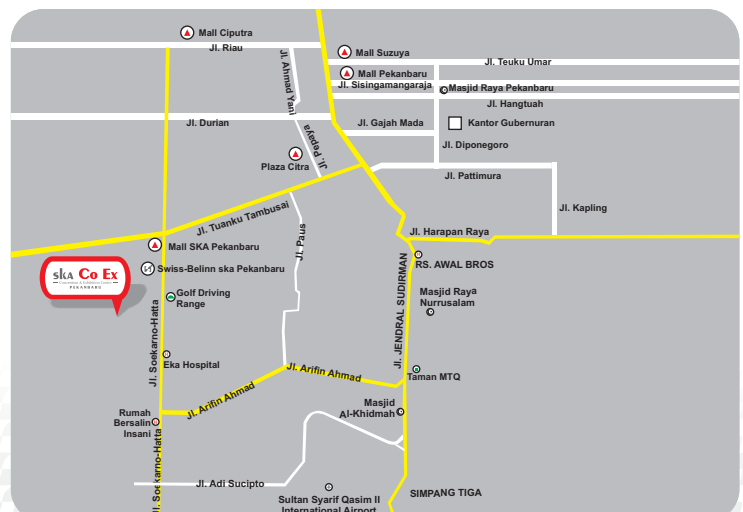 Mall Ciputra
Jl. Riau
Mall Suzuya
Jl. Teuku Umar
Jl. Ahmad Yani
Mall Pekanbaru
Jl. Sisingamangaraja
Masjid Raya Pekanbaru
Jl. Hangtuah
Jl. Durian
Jl. Gajah Mada
Kantor Gubernuran
Jl. Pepaya
Jl. Diponegoro
Plaza Citra
Jl. Pattimura
Jl. Kapling
Jl. Tuanku Tambusai
Jl. Harapan Raya
Jl. Paus
Mall SKA Pekanbaru
RS. AWAL BROS
Swiss-Belinn ska Pekanbaru
ska Co Ex
Convention & Exhibition Centre
PEKANBARU
Golf Driving
Range
Masjid Raya
Nurrusalam
Jl. JENDRAL SUDIRMAN
Jl. Soekarno-Hatta
Eka Hospital
Jl. Arifin Ahmad
Taman MTQ
Jl. Arifin Ahmad
Masjid
Al-Khidmah
Rumah
Bersalin
Insani
Jl. Soekarno-Hatta
Jl. Adi Sucipto
SIMPANG TIGA
Sultan Syarif Qasim II
International Airport